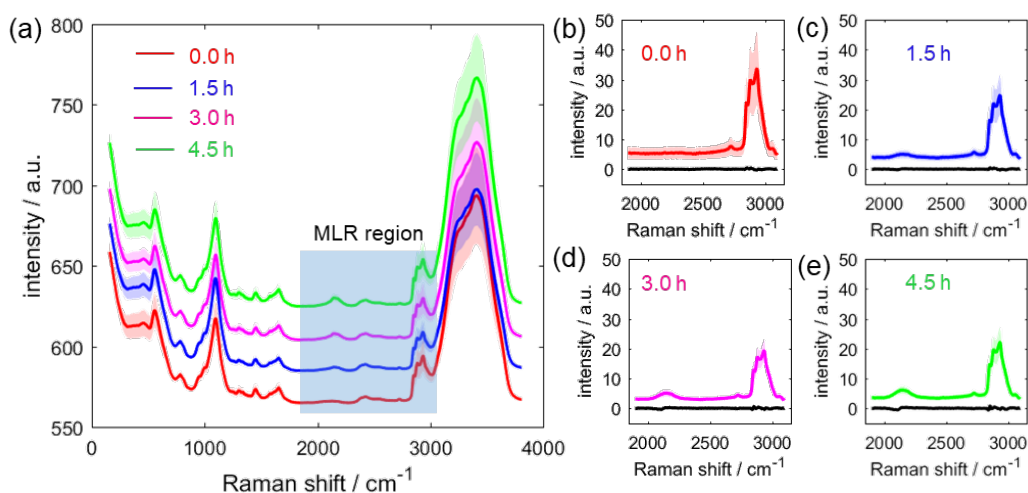 (a)
800
750
700
650
600
550
intensity / a.u.
0.0 h
1.5 h
3.0 h
4.5 h
MLR region
0 1000 2000 3000 4000
Raman shift / cm-1
(b)
50
40
30
20
10
0
intensity / a.u.
0.0 h
2000 2500 3000
Raman shift / cm-1
(c)
50
40
30
20
10
0
intensity / a.u.
1.5 h
2000 2500 3000
Raman shift / cm-1
(d)
50
40
30
20
10
0
intensity / a.u.
3.0 h
2000 2500 3000
Raman shift / cm-1
(e)
50
40
30
20
10
0
intensity / a.u.
4.5 h
2000 2500 3000
Raman shift / cm-1